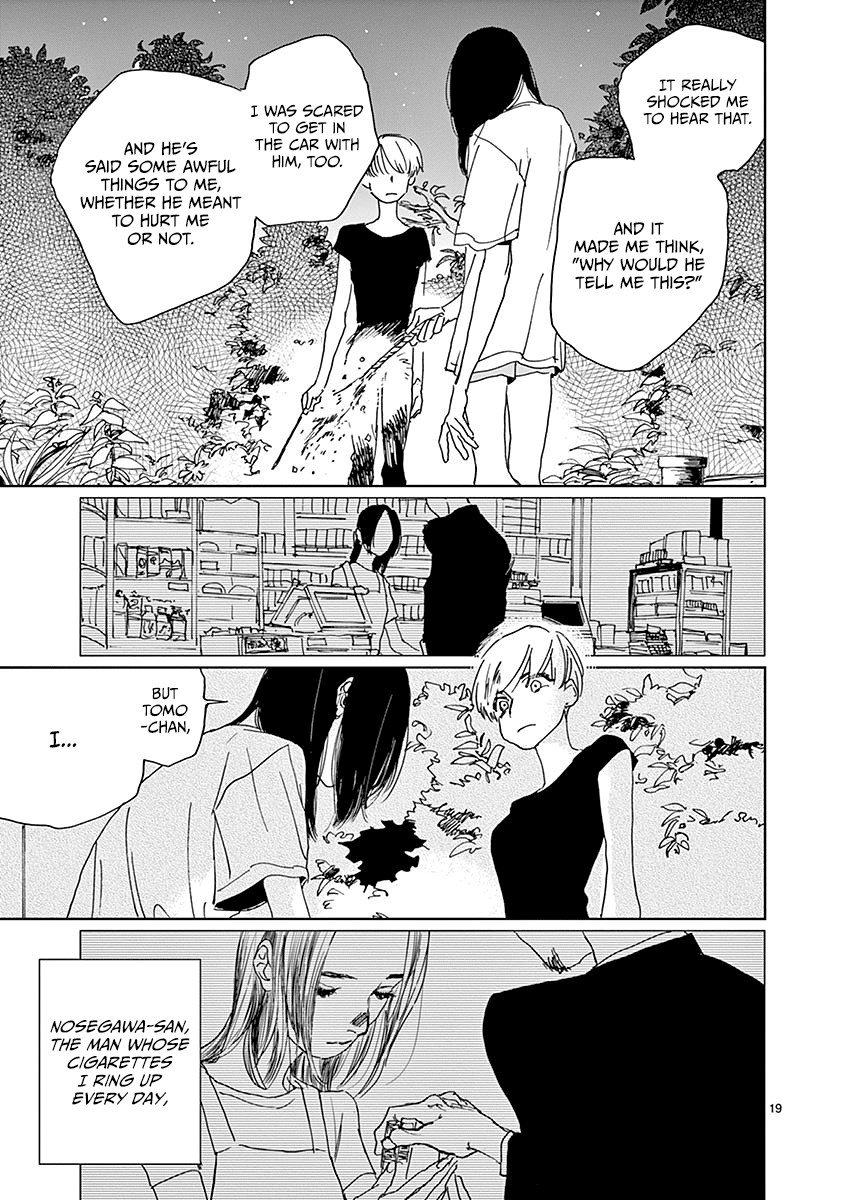 IT REALLY
SHOCKED ME
TO HEAR THAT.
AND IT
MADE ME THINK,
"WHY WOULD HE
TELL ME THIS?"
I WAS SCARED
TO GET IN
THE CAR WITH
HIM, TOO.
AND HE'S
SAID SOME AWFUL
THINGS TO ME,
WHETHER HE MEANT
TO HURT ME
OR NOT.
BUT
TOMO
-CHAN,
I...
NOSEGAWA-SAN,
THE MAN WHOSE
CIGARETTES
I RING UP
EVERY DAY,
19